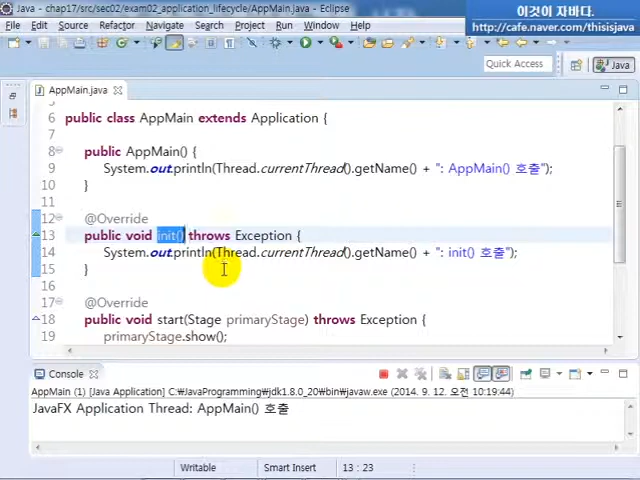 Java - chap17/src/sec02/exam02_application_lifecycle/AppMain.java - Eclipse
이것이 자바다.
http://cafe.naver.com/thisisjava
File Edit Source Refactor Navigate Search Project Run Window Help
Quick Access
Java
AppMain.java
6 public class AppMain extends Application {
7
8 public AppMain() {
9 System.out.println(Thread.currentThread().getName() + ": AppMain() 호출");
10 }
11
12 @Override
13 public void init() throws Exception {
14 System.out.println(Thread.currentThread().getName() + ": init() 호출");
15 }
16
17 @Override
18 public void start(Stage primaryStage) throws Exception {
19 primaryStage.show();
Console
AppMain (1) [Java Application] C:₩JavaProgramming₩jdk1.8.0_20₩bin₩javaw.exe (2014. 9. 12. 오전 10:19:44)
JavaFX Application Thread: AppMain() 호출
Writable Smart Insert 13 : 23